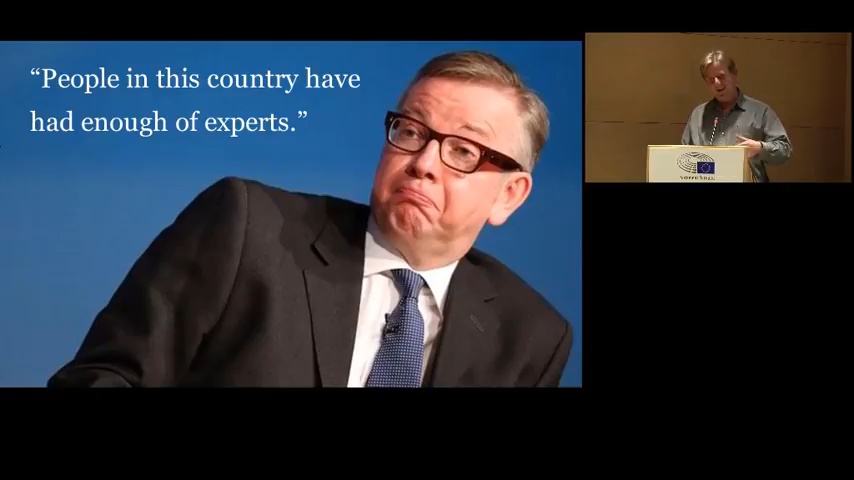 “People in this country have
had enough of experts.”